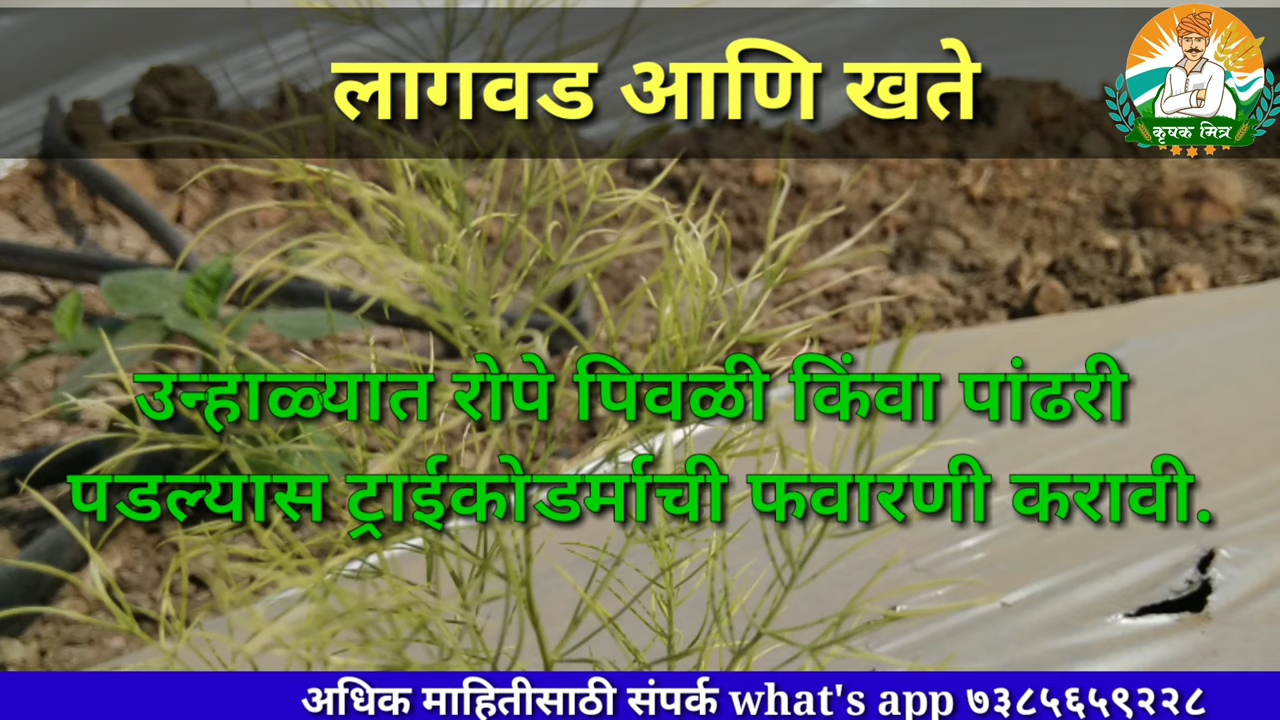 लागवड आणि खते
कृषक मित्र
उन्हाळ्यात रोपे पिवळी किंवा पांढरी
पडल्यास ट्राईकोडर्माची फवारणी करावी.
अधिक माहितीसाठी संपर्क what's app ७३८५६५९२२८